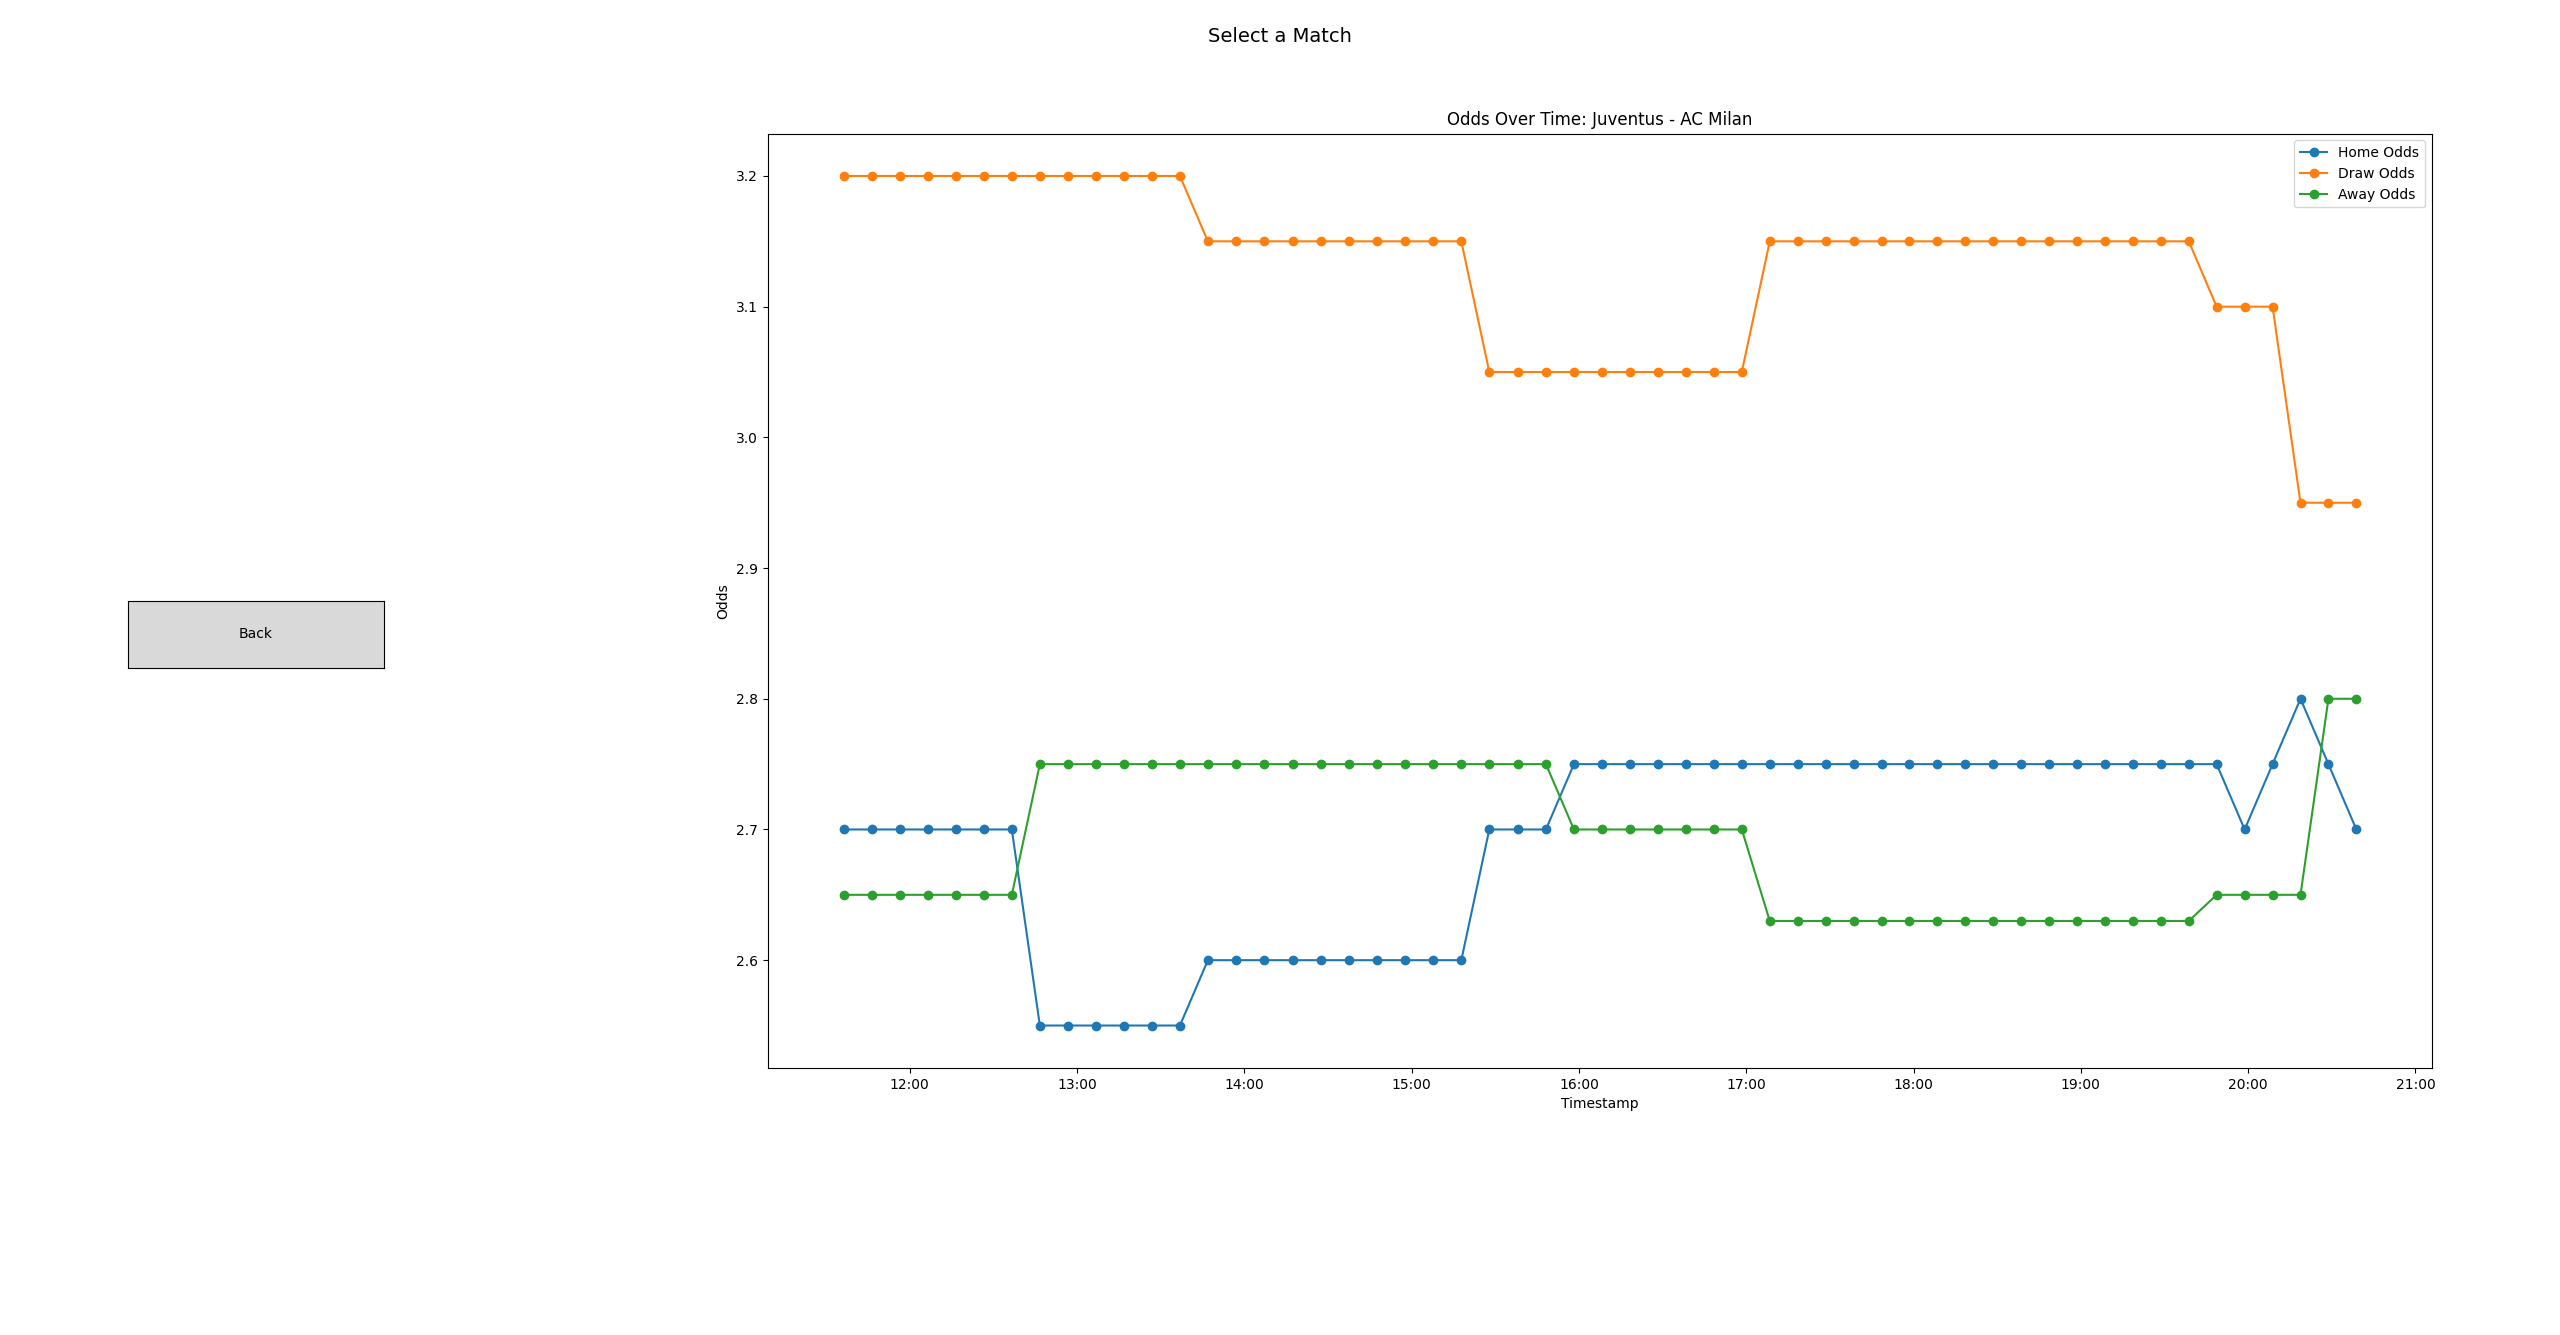 Select a Match
Odds Over Time: Juventus - AC Milan
Home Odds
Draw Odds
Away Odds
3.2
3.1
3.0
2.9
2.8
2.7
2.6
Odds
Back
12:00 13:00 14:00 15:00 16:00 17:00 18:00 19:00 20:00 21:00
Timestamp